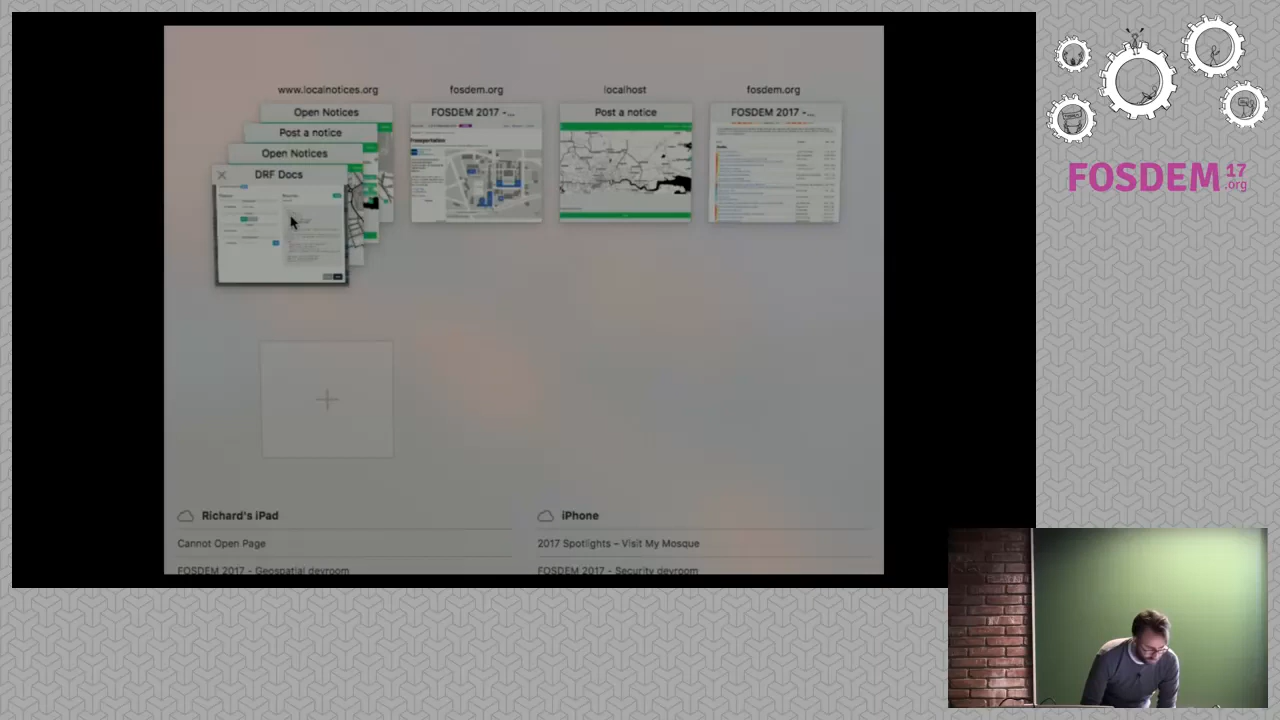 www.localnotices.org
fosdem.org
localhost
fosdem.org
Open Notices
FOSDEM 2017 -...
Post a notice
FOSDEM 2017 -...
Post a notice
Open Notices
DRF Docs
Transportation
Richard's iPad
iPhone
Cannot Open Page
2017 Spotlights – Visit My Mosque
FOSDEM 2017 - Geospatial devroom
FOSDEM 2017 - Security devroom
FOSDEM 17
.org